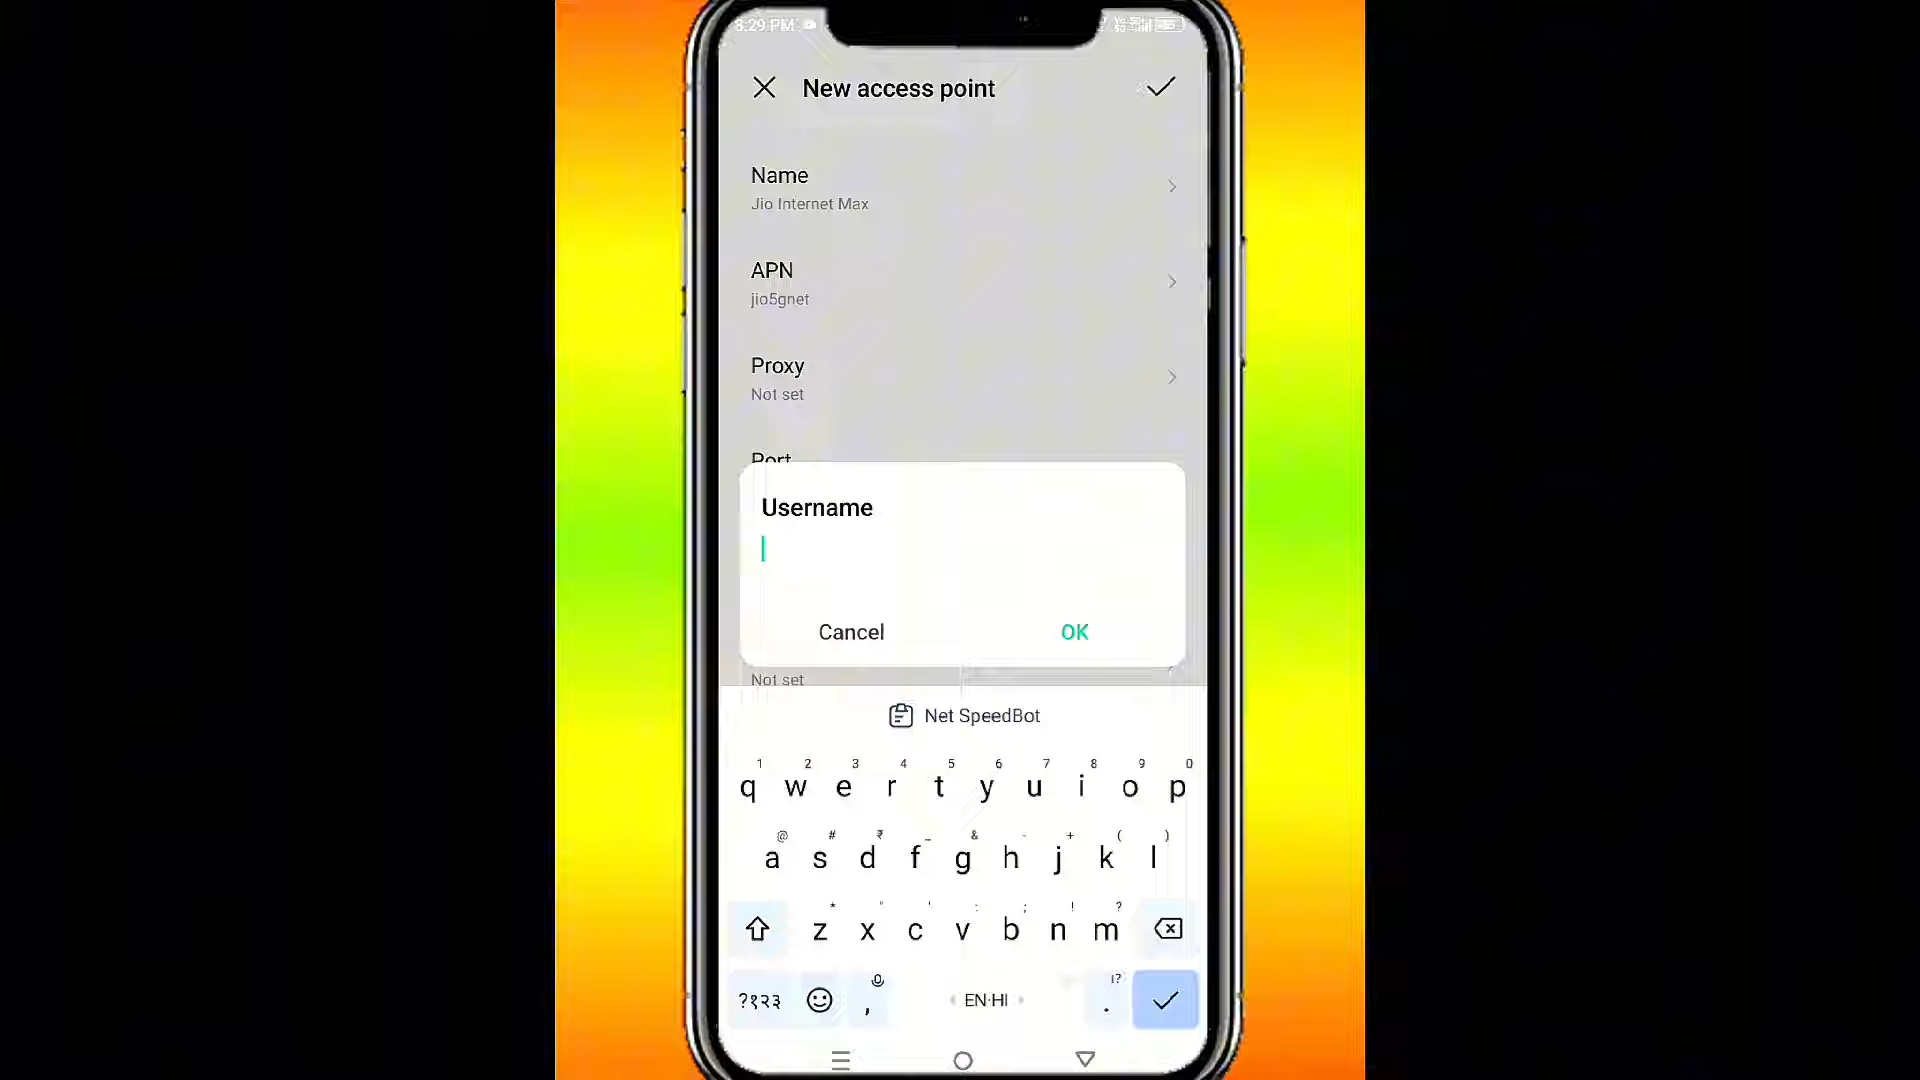 8:29 PM
New access point
Name
Jio Internet Max
APN
jio5gnet
Proxy
Not set
Port
Username
Cancel
OK
Not set
Net SpeedBot
1 2 3 4 5 6 7 8 9 0
q w e r t y u i o p
@ # ₹ _ & - + ( )
a s d f g h j k l
* " ' : ; ! ?
z x c v b n m
!?
?१२३ , EN·HI .